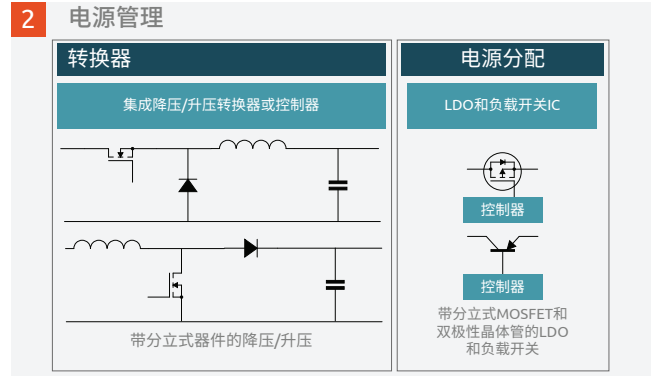 2 电源管理
转换器
集成降压/升压转换器或控制器
带分立式器件的降压/升压
电源分配
LDO和负载开关IC
控制器
控制器
带分立式MOSFET和
双极性晶体管的LDO
和负载开关